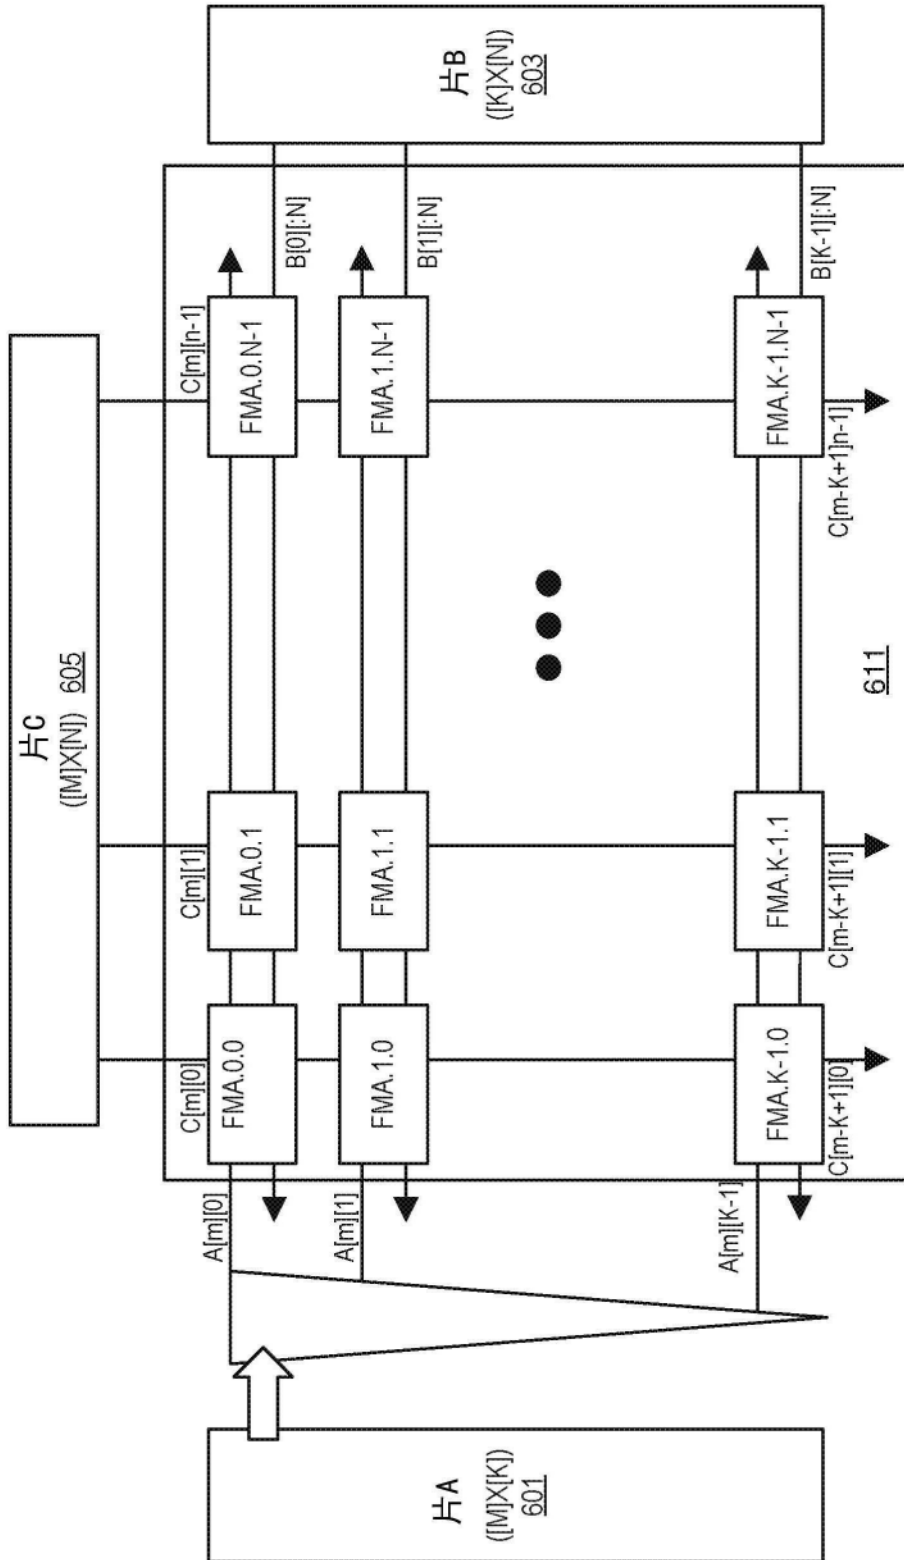 片C
([M]X[N]) 605
片A
([M]X[K])
601
片B
([K]X[N])
603
C[m][0]
C[m][1]
C[m][n-1]
A[m][0]
FMA.0.0
FMA.0.1
FMA.0.N-1
B[0][:N]
A[m][1]
FMA.1.0
FMA.1.1
FMA.1.N-1
B[1][:N]
A[m][K-1]
FMA.K-1.0
FMA.K-1.1
FMA.K-1.N-1
B[K-1][:N]
C[m-K+1][0]
C[m-K+1][1]
C[m-K+1]n-1]
611